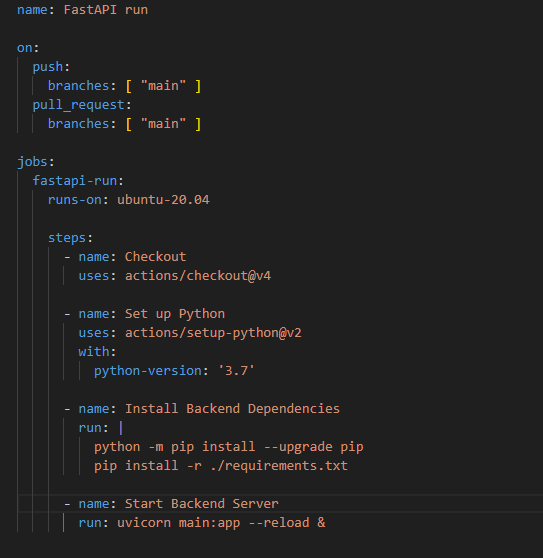 name: FastAPI run
on:
push:
branches: [ "main" ]
pull_request:
branches: [ "main" ]
jobs:
fastapi-run:
runs-on: ubuntu-20.04
steps:
- name: Checkout
uses: actions/checkout@v4
- name: Set up Python
uses: actions/setup-python@v2
with:
python-version: '3.7'
- name: Install Backend Dependencies
run: |
python -m pip install --upgrade pip
pip install -r ./requirements.txt
- name: Start Backend Server
run: uvicorn main:app --reload &